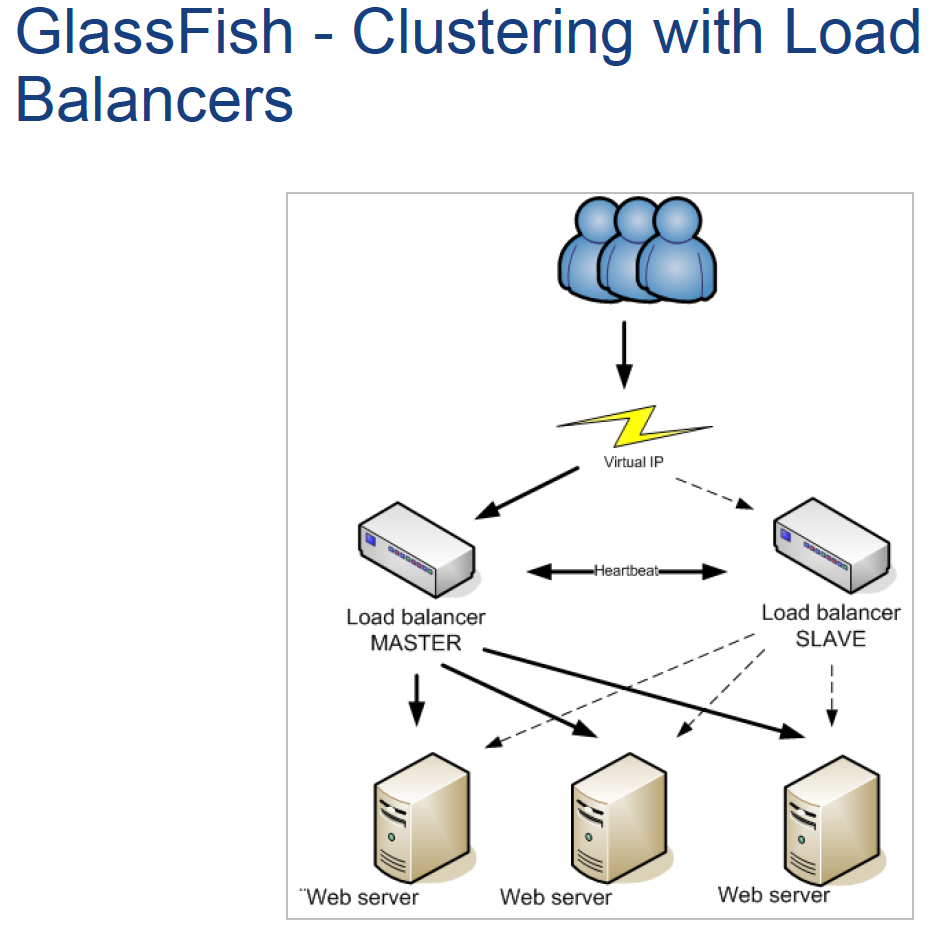 GlassFish - Clustering with Load
Balancers
Virtual IP
Heartbeat
Load balancer
MASTER
Load balancer
SLAVE
¨Web server
Web server
Web server